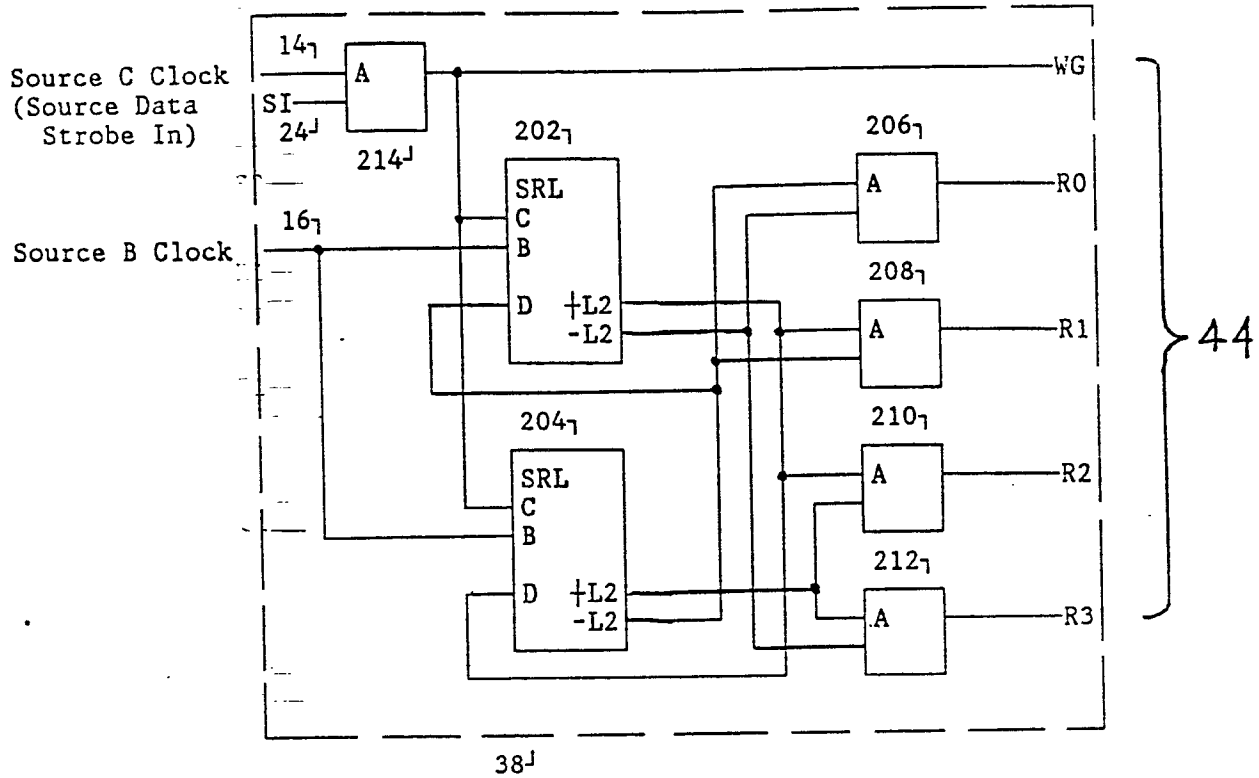 14
Source C Clock
(Source Data
Strobe In)
A
WG
SI
24
214
202
206
SRL
A
R0
C
16
Source B Clock
B
208
D
+L2
-L2
A
R1
44
204
210
SRL
A
R2
C
B
212
D
+L2
-L2
A
R3
38